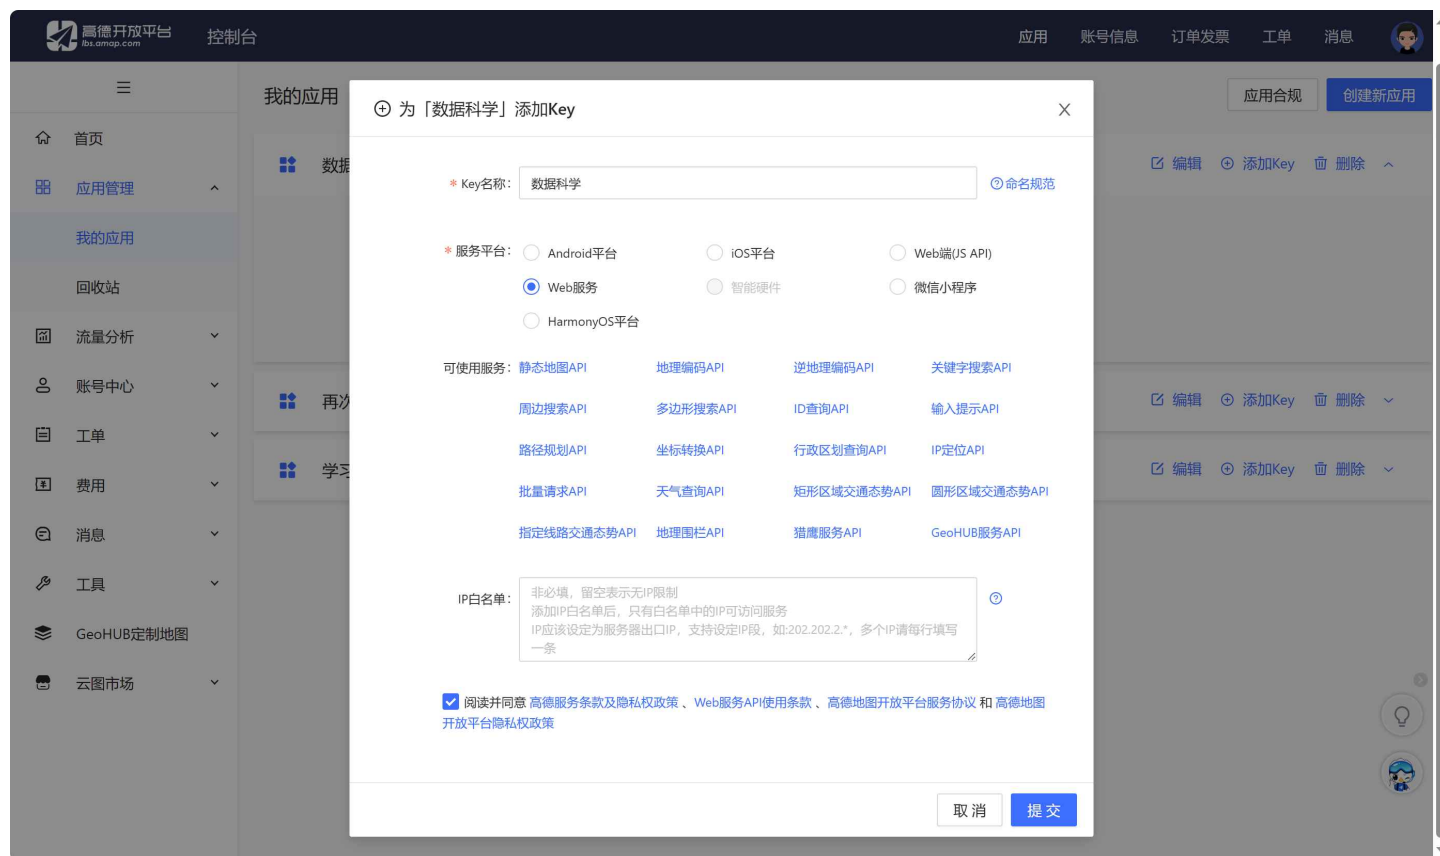 高德开放平台
lbs.amap.com
控制台
应用
账号信息
订单发票
工单
消息
首页
应用管理
我的应用
回收站
流量分析
账号中心
工单
费用
消息
工具
GeoHUB定制地图
云图市场
我的应用
应用合规
创建新应用
数据
编辑
添加Key
删除
再次
编辑
添加Key
删除
学习
编辑
添加Key
删除
为「数据科学」添加Key
* Key名称：
数据科学
命名规范
* 服务平台：
Android平台
iOS平台
Web端(JS API)
Web服务
智能硬件
微信小程序
HarmonyOS平台
可使用服务：
静态地图API
地理编码API
逆地理编码API
关键字搜索API
周边搜索API
多边形搜索API
ID查询API
输入提示API
路径规划API
坐标转换API
行政区划查询API
IP定位API
批量请求API
天气查询API
矩形区域交通态势API
圆形区域交通态势API
指定线路交通态势API
地理围栏API
猎鹰服务API
GeoHUB服务API
IP白名单：
非必填，留空表示无IP限制
添加IP白名单后，只有白名单中的IP可访问服务
IP应该设定为服务器出口IP，支持设定IP段，如:202.202.2.*，多个IP请每行填写
一条
阅读并同意 高德服务条款及隐私权政策 、Web服务API使用条款 、高德地图开放平台服务协议 和 高德地图
开放平台隐私权政策
取 消
提 交